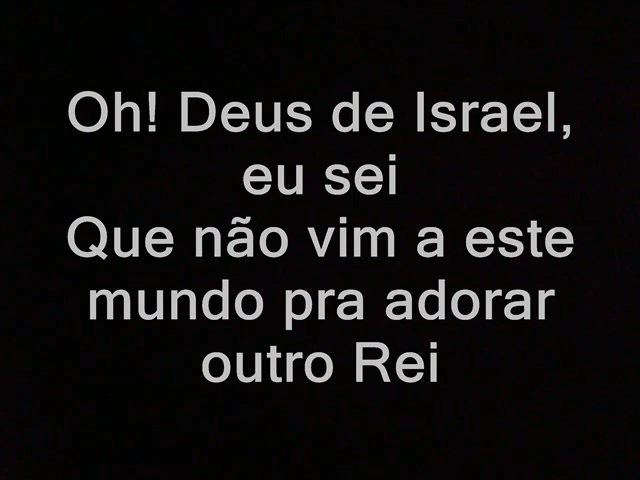 Oh! Deus de Israel,
eu sei
Que não vim a este
mundo pra adorar
outro Rei